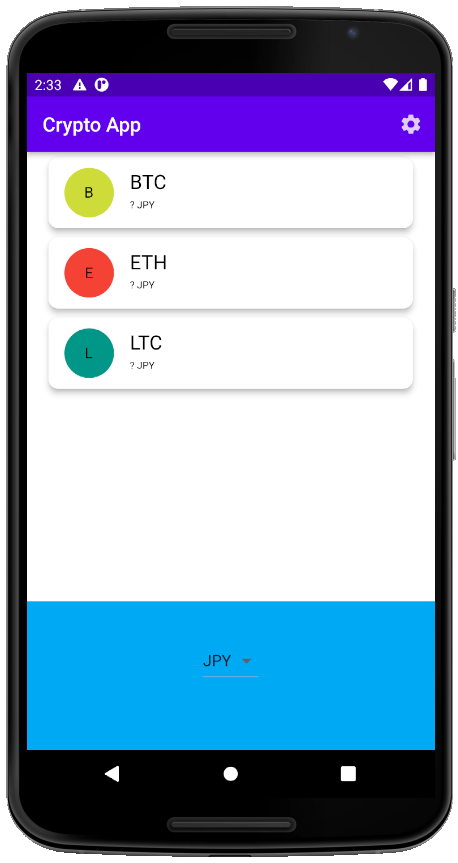 2:33
Crypto App
B
BTC
? JPY
E
ETH
? JPY
L
LTC
? JPY
JPY